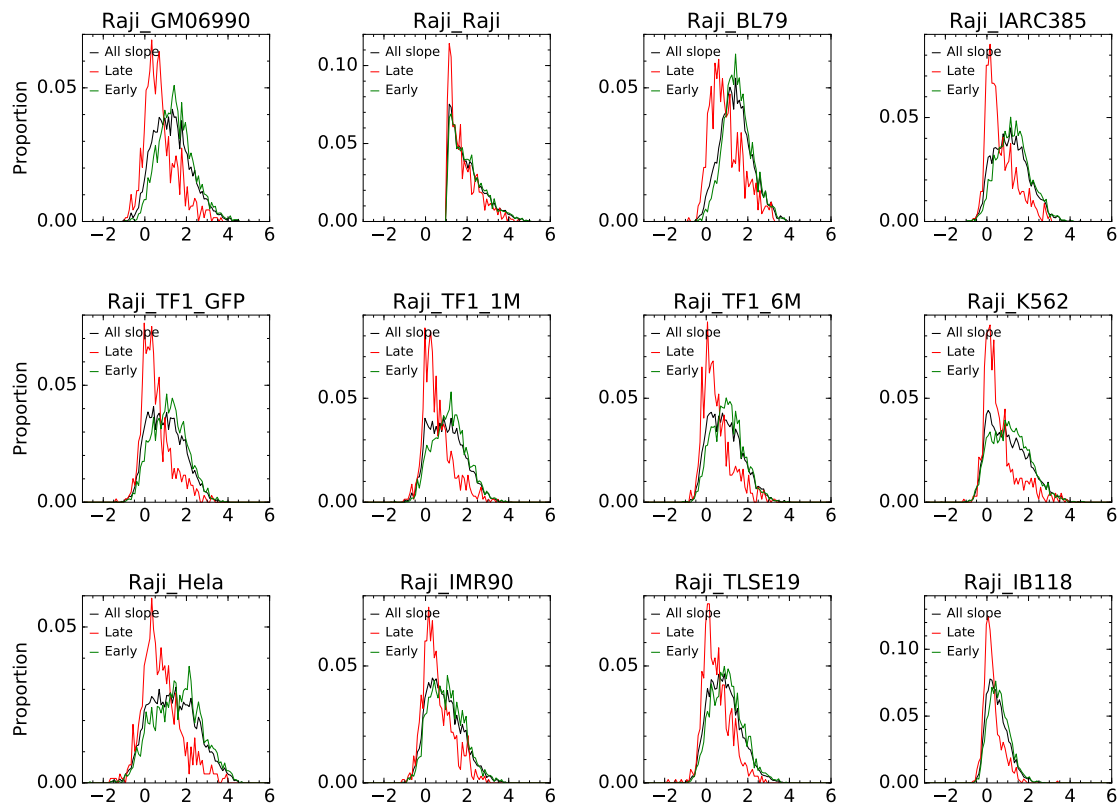 Raji_GM06990
Raji_Raji
Raji_BL79
Raji_IARC385
Proportion
All slope
Late
Early
0.05
0.00
−2 0 2 4 6
All slope
Late
Early
0.10
0.05
0.00
−2 0 2 4 6
All slope
Late
Early
0.05
0.00
−2 0 2 4 6
All slope
Late
Early
0.05
0.00
−2 0 2 4 6
Raji_TF1_GFP
Raji_TF1_1M
Raji_TF1_6M
Raji_K562
Proportion
All slope
Late
Early
0.05
0.00
−2 0 2 4 6
All slope
Late
Early
0.05
0.00
−2 0 2 4 6
All slope
Late
Early
0.05
0.00
−2 0 2 4 6
All slope
Late
Early
0.05
0.00
−2 0 2 4 6
Raji_Hela
Raji_IMR90
Raji_TLSE19
Raji_IB118
Proportion
All slope
Late
Early
0.05
0.00
−2 0 2 4 6
All slope
Late
Early
0.05
0.00
−2 0 2 4 6
All slope
Late
Early
0.05
0.00
−2 0 2 4 6
All slope
Late
Early
0.10
0.05
0.00
−2 0 2 4 6